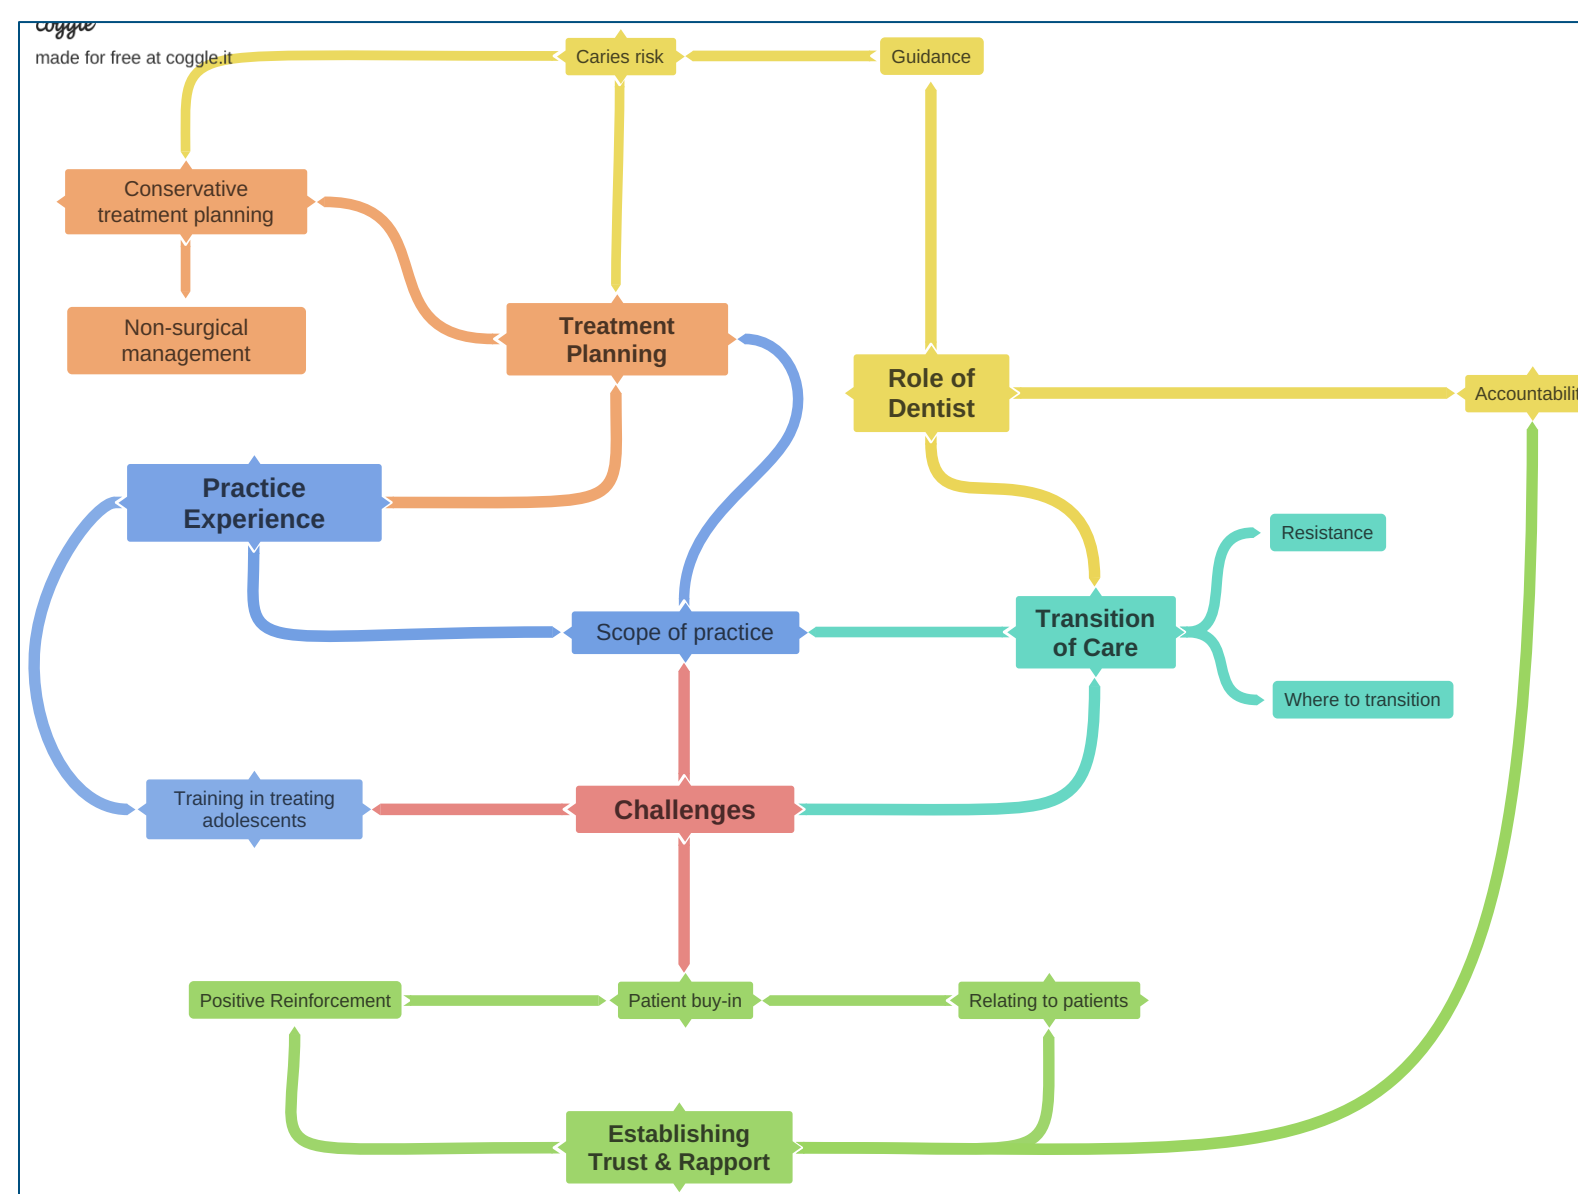 coggle
made for free at coggle.it
Caries risk
Guidance
Conservative
treatment planning
Non-surgical
management
Treatment
Planning
Role of
Dentist
Accountabilit
Practice
Experience
Resistance
Scope of practice
Transition
of Care
Where to transition
Training in treating
adolescents
Challenges
Positive Reinforcement
Patient buy-in
Relating to patients
Establishing
Trust & Rapport